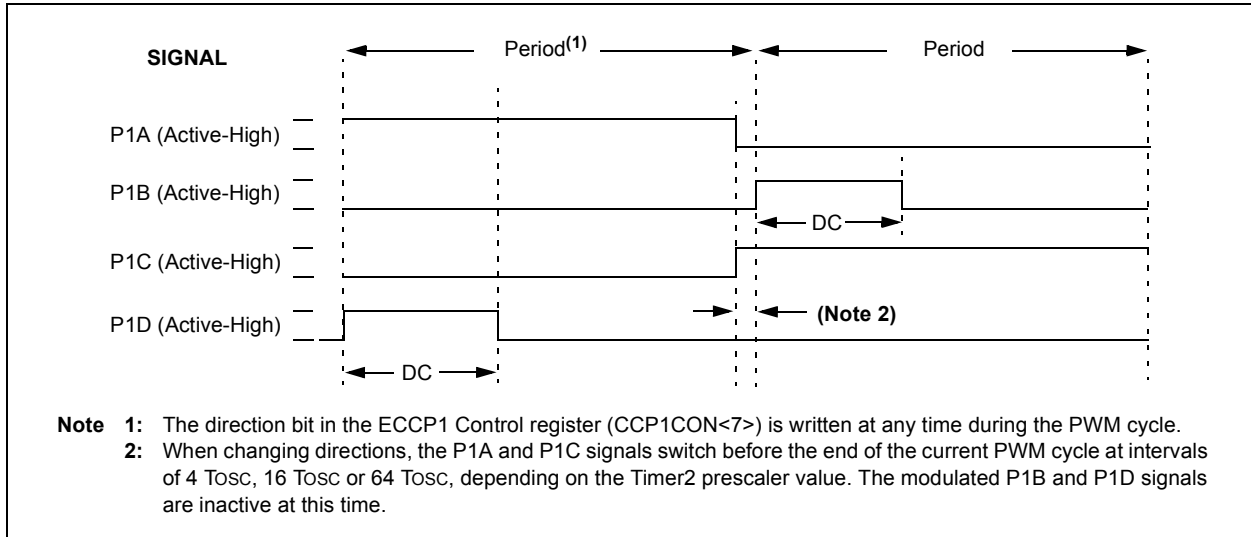 SIGNAL
Period(1)
Period
P1A (Active-High)
P1B (Active-High)
DC
P1C (Active-High)
P1D (Active-High)
(Note 2)
DC
Note 1: The direction bit in the ECCP1 Control register (CCP1CON<7>) is written at any time during the PWM cycle.
2: When changing directions, the P1A and P1C signals switch before the end of the current PWM cycle at intervals
of 4 TOSC, 16 TOSC or 64 TOSC, depending on the Timer2 prescaler value. The modulated P1B and P1D signals
are inactive at this time.